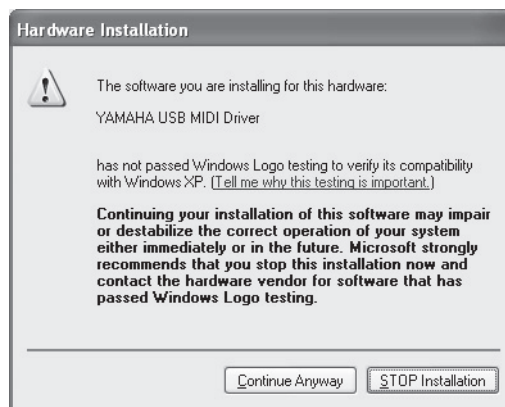 Hardware Installation
The software you are installing for this hardware:
YAMAHA USB MIDI Driver
has not passed Windows Logo testing to verify its compatibility
with Windows XP. (Tell me why this testing is important.)
Continuing your installation of this software may impair
or destabilize the correct operation of your system
either immediately or in the future. Microsoft strongly
recommends that you stop this installation now and
contact the hardware vendor for software that has
passed Windows Logo testing.
Continue Anyway
STOP Installation